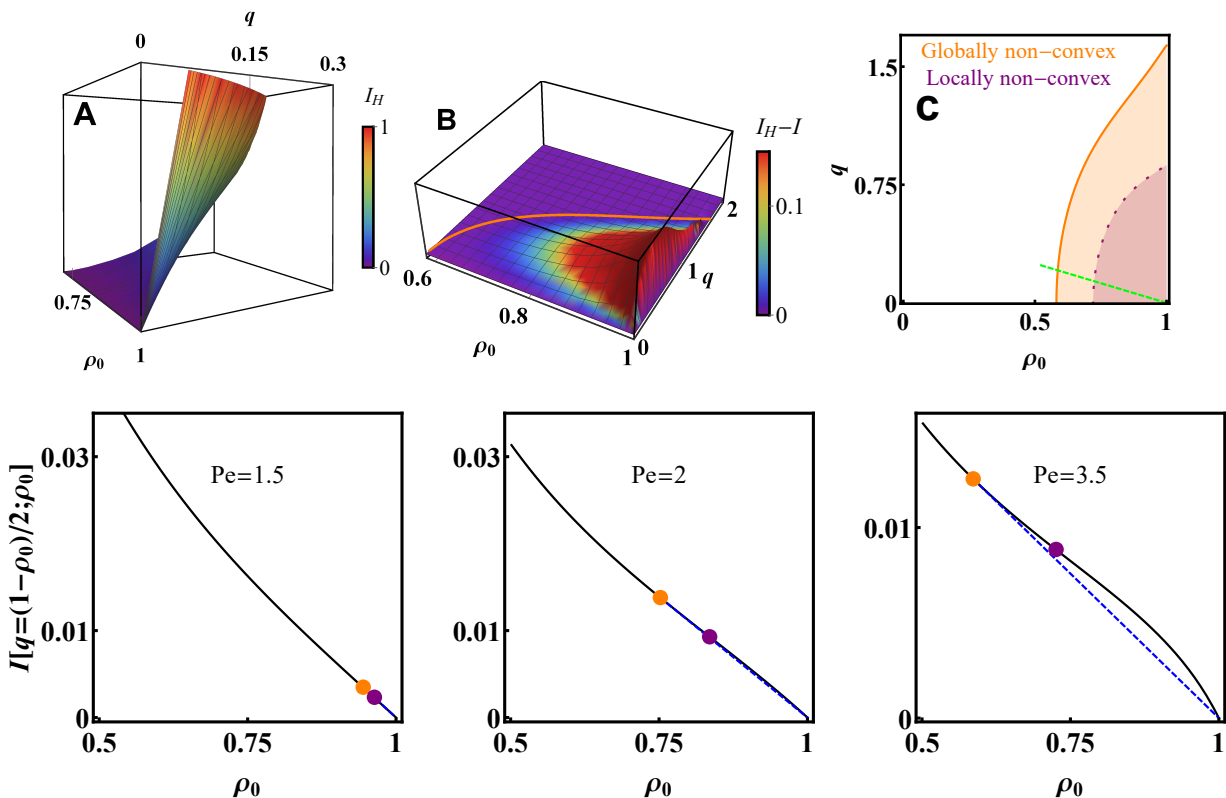 q
0
0.15
0.3
A
I_H
1
0
0.75
ρ₀
1
B
I_H−I
0.1
0
0.6
0.8
ρ₀
1
0
1
q
2
Globally non−convex
Locally non−convex
C
1.5
0.75
0
q
0
0.5
1
ρ₀
I[q=(1−ρ₀)/2;ρ₀]
0.03
0.01
0
Pe=1.5
0.5
0.75
1
ρ₀
0.03
0.01
0
Pe=2
0.5
0.75
1
ρ₀
0.01
0
Pe=3.5
0.5
0.75
1
ρ₀